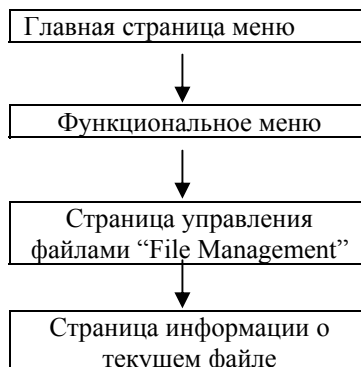 Главная страница меню
Функциональное меню
Страница управления
файлами “File Management”
Страница информации о
текущем файле